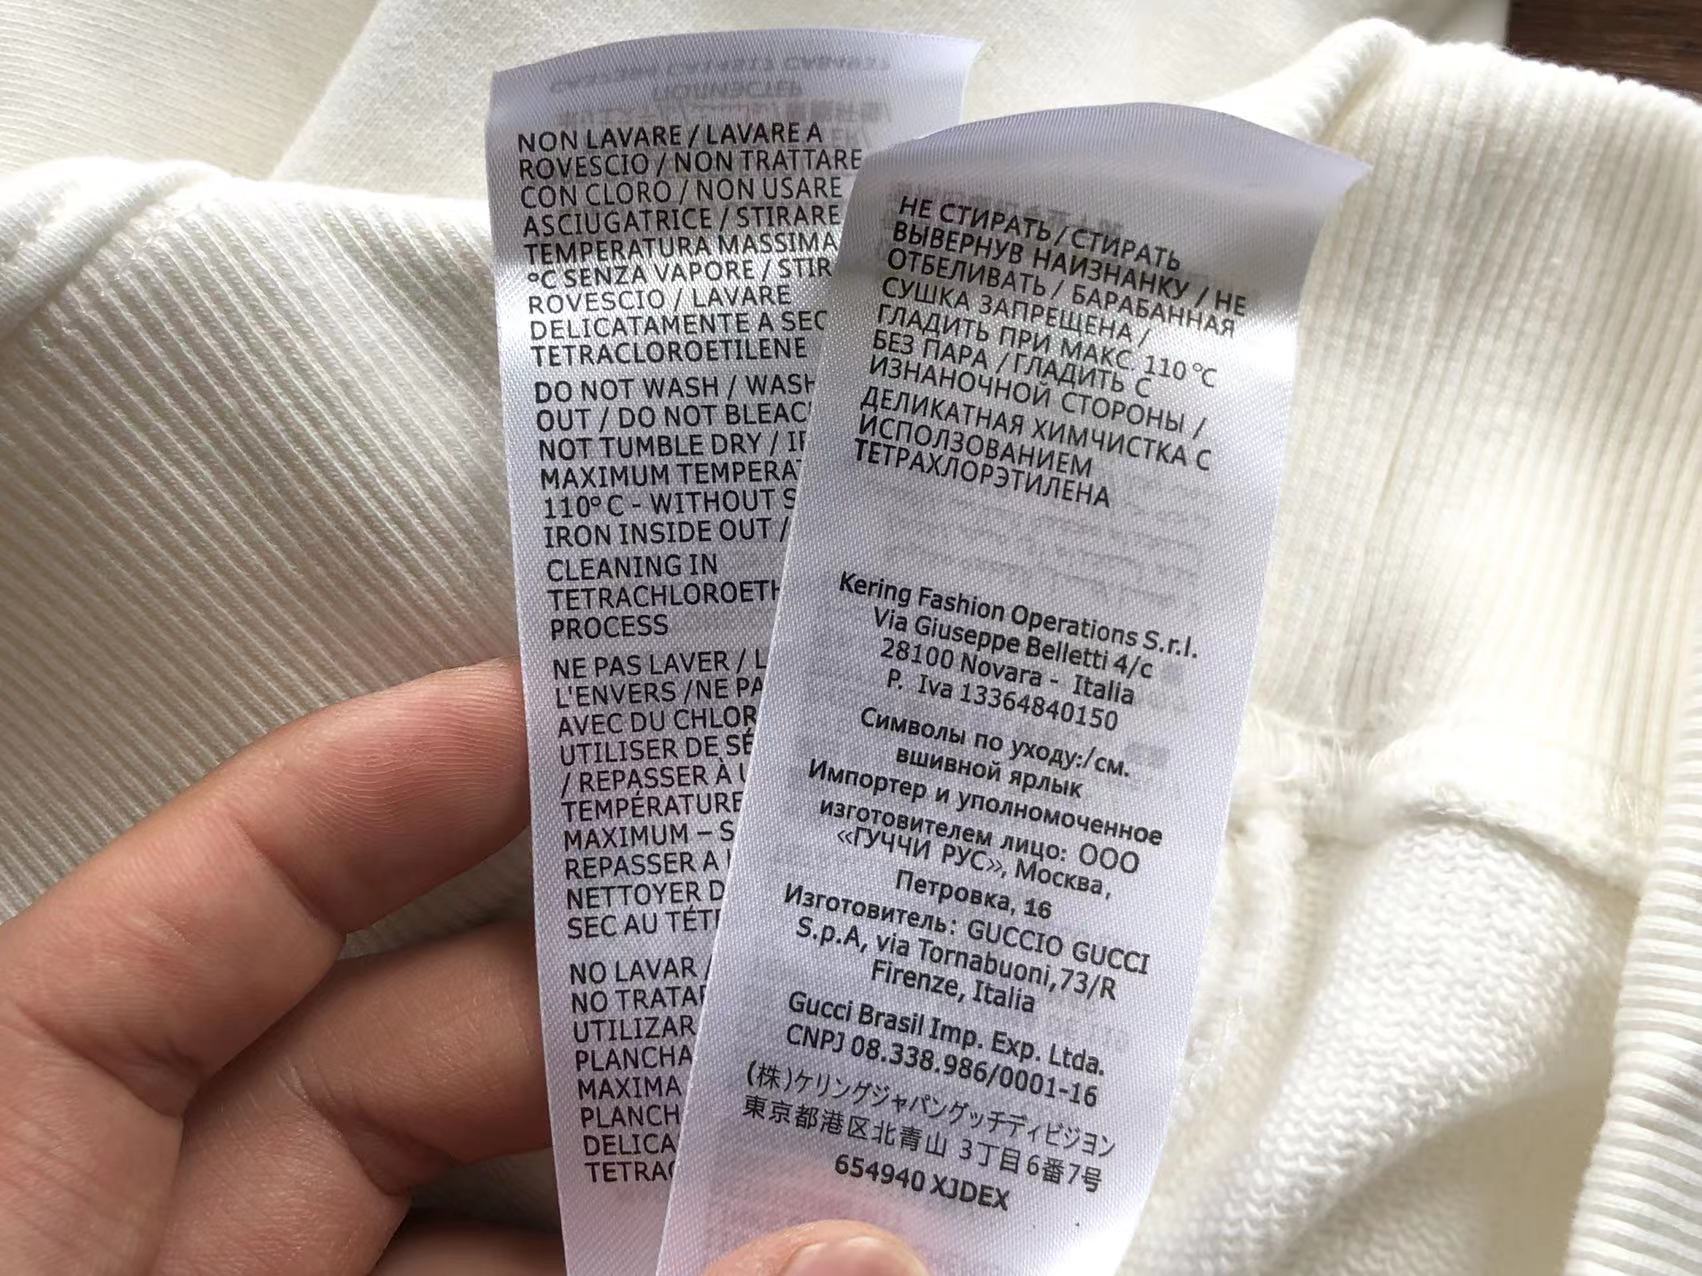 NON LAVARE / LAVARE A
ROVESCIO / NON TRATTARE
CON CLORO / NON USARE
ASCIUGATRICE / STIRARE
TEMPERATURA MASSIMA
°C SENZA VAPORE / STIR
ROVESCIO / LAVARE
DELICATAMENTE A SEC
TETRACLOROETILENE
DO NOT WASH / WASH
OUT / DO NOT BLEAC
NOT TUMBLE DRY / IR
MAXIMUM TEMPERAT
110°C - WITHOUT S
IRON INSIDE OUT /
CLEANING IN
TETRACHLOROETH
PROCESS
NE PAS LAVER / L
L'ENVERS /NE PA
AVEC DU CHLOR
UTILISER DE SÉ
/ REPASSER À U
TEMPÉRATURE
MAXIMUM – S
REPASSER A
NETTOYER D
SEC AU TÉT
NO LAVAR /
NO TRATA
UTILIZAR
PLANCHA
MAXIMA
PLANCH
DELICA
TETRAC
НЕ СТИРАТЬ / СТИРАТЬ
ВЫВЕРНУВ НАИЗНАНКУ / НЕ
ОТБЕЛИВАТЬ / БАРАБАННАЯ
СУШКА ЗАПРЕЩЕНА /
ГЛАДИТЬ ПРИ МАКС. 110 °C
БЕЗ ПАРА / ГЛАДИТЬ С
ИЗНАНОЧНОЙ СТОРОНЫ /
ДЕЛИКАТНАЯ ХИМЧИСТКА С
ИСПОЛЗОВАНИЕМ
ТЕТРАХЛОРЭТИЛЕНА
Kering Fashion Operations S.r.l.
Via Giuseppe Belletti 4/c
28100 Novara - Italia
P. Iva 13364840150
Символы по уходу:/см.
вшивной ярлык
Импортер и уполномоченное
изготовителем лицо: ООО
«ГУЧЧИ РУС», Москва,
Петровка, 16
Изготовитель: GUCCIO GUCCI
S.p.A, via Tornabuoni,73/R
Firenze, Italia
Gucci Brasil Imp. Exp. Ltda.
CNPJ 08.338.986/0001-16
(株)ケリングジャパングッチディビジョン
東京都港区北青山 3丁目6番7号
654940 XJDEX